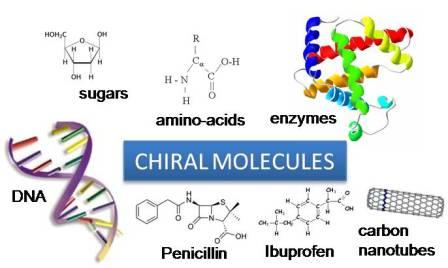 HOH₂C
O
OH
H
H
H
H
OH
H
sugars
R
O
C
α
C
O-H
H
N
H
O
H
amino-acids
enzymes
DNA
CHIRAL MOLECULES
H
N
H
S
O
N
O
OH
O
Penicillin
Ibuprofen
carbon
nanotubes